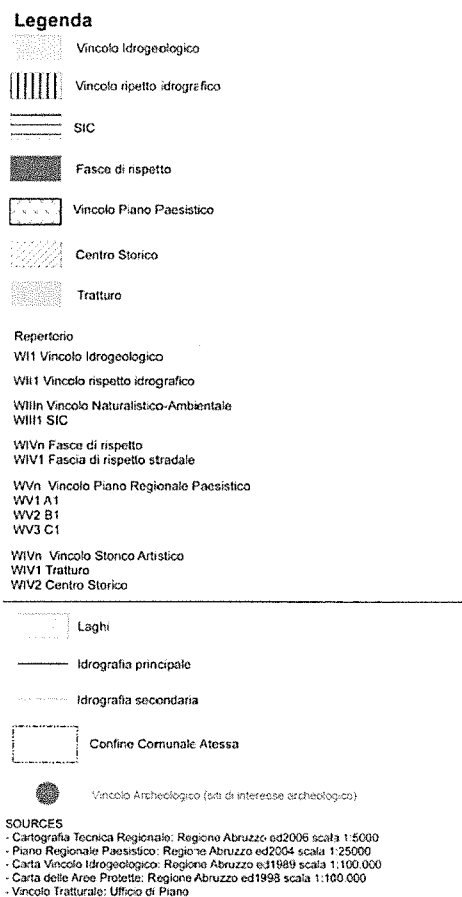 Legenda
Vincolo Idrogeologico
Vincolo ripetto idrografico
SIC
Fasce di rispetto
Vincolo Piano Paesistico
Centro Storico
Tratturo
Repertorio
WI1 Vincolo Idrogeologico
WII1 Vincolo rispetto idrografico
WIIIn Vincolo Naturalistico-Ambientale
WIII1 SIC
WIVn Fasce di rispetto
WIV1 Fascia di rispetto stradale
WVn Vincolo Piano Regionale Paesistico
WV1 A1
WV2 B1
WV3 C1
WIVn Vincolo Storico Artistico
WIV1 Tratturo
WIV2 Centro Storico
Laghi
Idrografia principale
Idrografia secondaria
Confine Comunale Atessa
Vincolo Archeologico (siti di interesse archeologico)
SOURCES
- Cartografia Tecnica Regionale: Regione Abruzzo ed2006 scala 1:5000
- Piano Regionale Paesistico: Regione Abruzzo ed2004 scala 1:25000
- Carta Vincolo Idrogeologico: Regione Abruzzo ed1989 scala 1:100.000
- Carta delle Aree Protette: Regione Abruzzo ed1998 scala 1:100.000
- Vincolo Tratturale: Ufficio di Piano